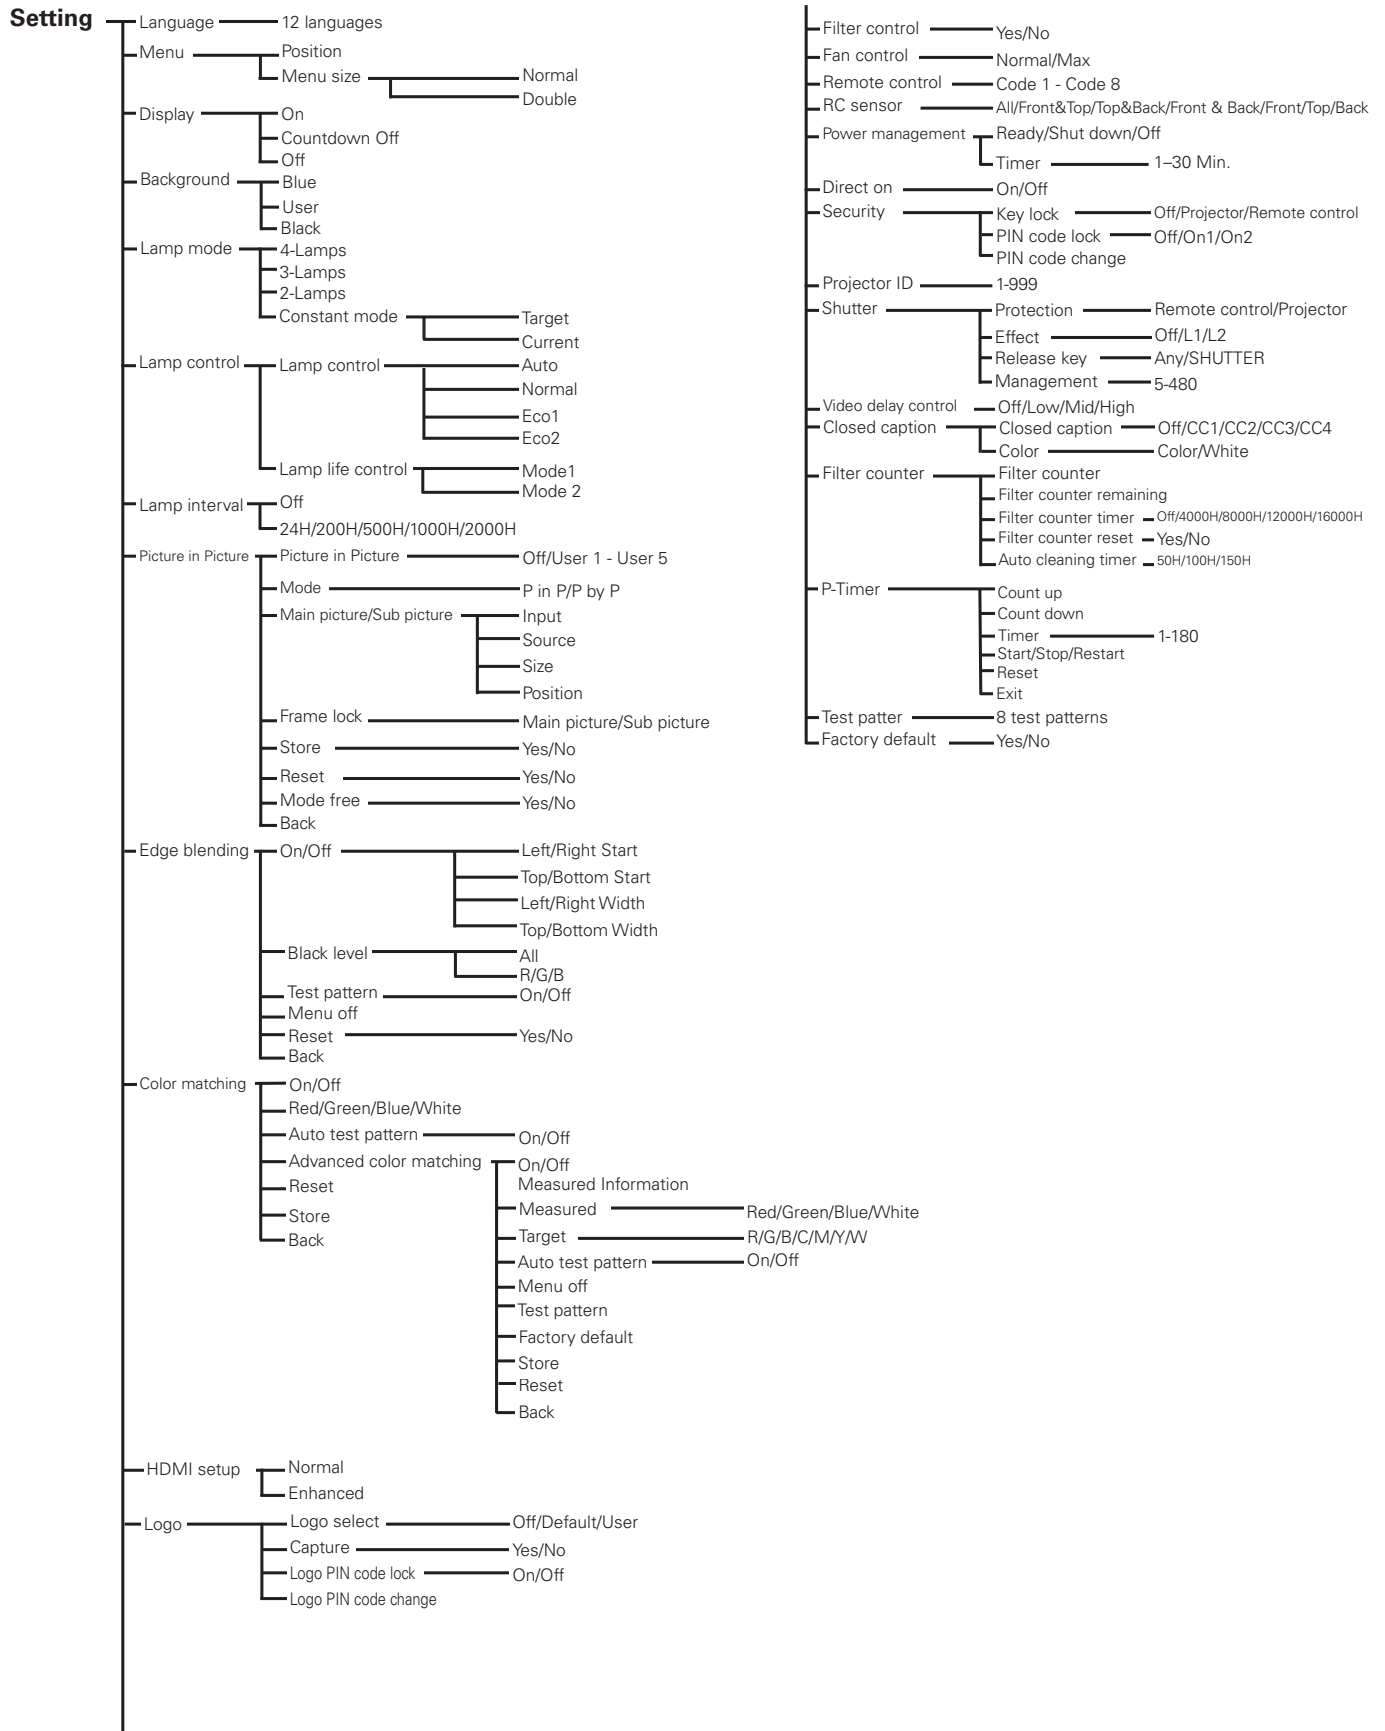 Setting
Language
12 languages
Menu
Position
Menu size
Normal
Double
Display
On
Countdown Off
Off
Background
Blue
User
Black
Lamp mode
4-Lamps
3-Lamps
2-Lamps
Constant mode
Target
Current
Lamp control
Lamp control
Auto
Normal
Eco1
Eco2
Lamp life control
Mode1
Mode 2
Lamp interval
Off
24H/200H/500H/1000H/2000H
Picture in Picture
Picture in Picture
Off/User 1 - User 5
Mode
P in P/P by P
Main picture/Sub picture
Input
Source
Size
Position
Frame lock
Main picture/Sub picture
Store
Yes/No
Reset
Yes/No
Mode free
Yes/No
Back
Edge blending
On/Off
Left/Right Start
Top/Bottom Start
Left/Right Width
Top/Bottom Width
Black level
All
R/G/B
Test pattern
On/Off
Menu off
Reset
Yes/No
Back
Color matching
On/Off
Red/Green/Blue/White
Auto test pattern
On/Off
Advanced color matching
On/Off
Measured Information
Measured
Red/Green/Blue/White
Target
R/G/B/C/M/Y/W
Auto test pattern
On/Off
Menu off
Test pattern
Factory default
Store
Reset
Back
Reset
Store
Back
HDMI setup
Normal
Enhanced
Logo
Logo select
Off/Default/User
Capture
Yes/No
Logo PIN code lock
On/Off
Logo PIN code change
Filter control
Yes/No
Fan control
Normal/Max
Remote control
Code 1 - Code 8
RC sensor
All/Front&Top/Top&Back/Front & Back/Front/Top/Back
Power management
Ready/Shut down/Off
Timer
1–30 Min.
Direct on
On/Off
Security
Key lock
Off/Projector/Remote control
PIN code lock
Off/On1/On2
PIN code change
Projector ID
1-999
Shutter
Protection
Remote control/Projector
Effect
Off/L1/L2
Release key
Any/SHUTTER
Management
5-480
Video delay control
Off/Low/Mid/High
Closed caption
Closed caption
Off/CC1/CC2/CC3/CC4
Color
Color/White
Filter counter
Filter counter
Filter counter remaining
Filter counter timer
Off/4000H/8000H/12000H/16000H
Filter counter reset
Yes/No
Auto cleaning timer
50H/100H/150H
P-Timer
Count up
Count down
Timer
1-180
Start/Stop/Restart
Reset
Exit
Test patter
8 test patterns
Factory default
Yes/No